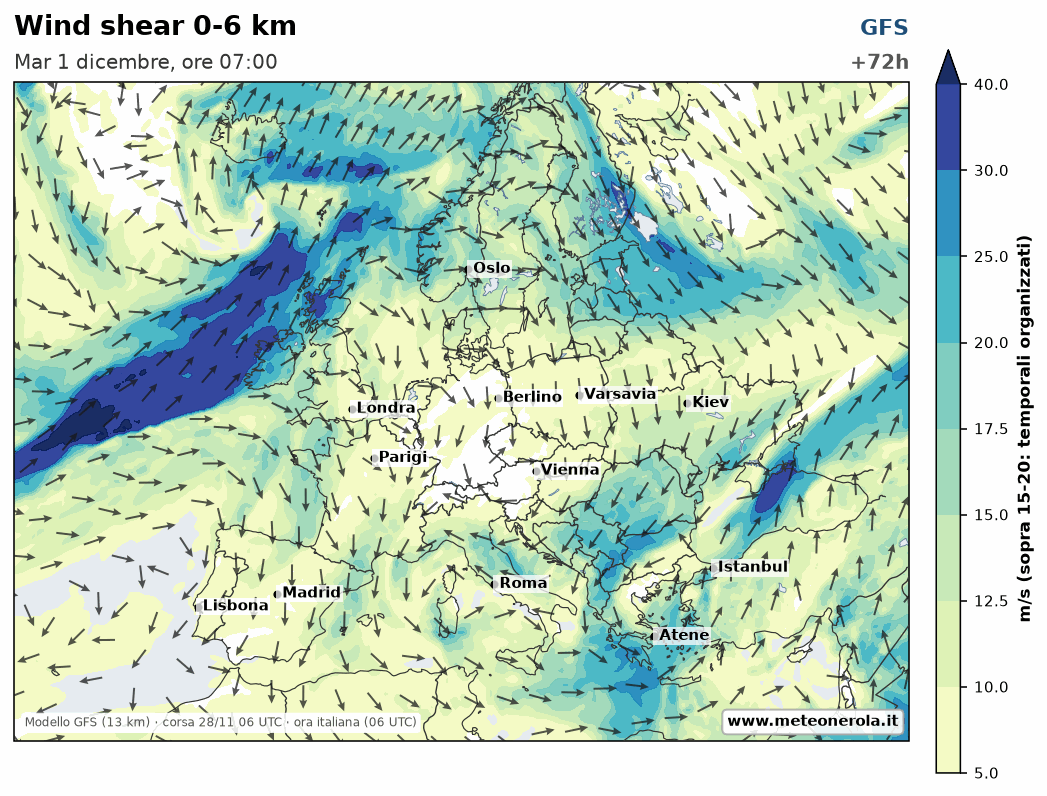 Wind shear 0-6 km
GFS
Mar 1 dicembre, ore 07:00
+72h
40.0
30.0
25.0
20.0
17.5
15.0
12.5
10.0
5.0
m/s (sopra 15-20: temporali organizzati)
Oslo
Berlino
Varsavia
Kiev
Londra
Parigi
Vienna
Istanbul
Roma
Madrid
Lisbona
Atene
Modello GFS (13 km) · corsa 28/11 06 UTC · ora italiana (06 UTC)
www.meteonerola.it